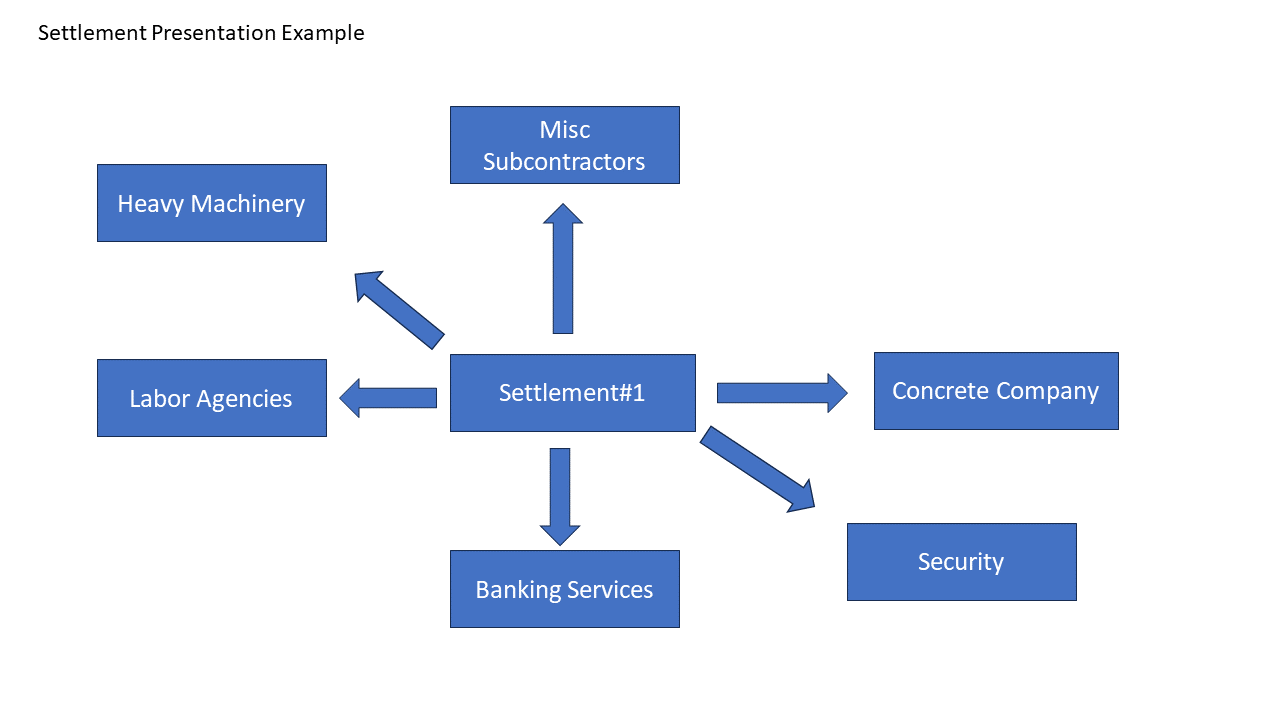 Settlement Presentation Example
Misc
Subcontractors
Heavy Machinery
Labor Agencies
Settlement#1
Concrete Company
Security
Banking Services